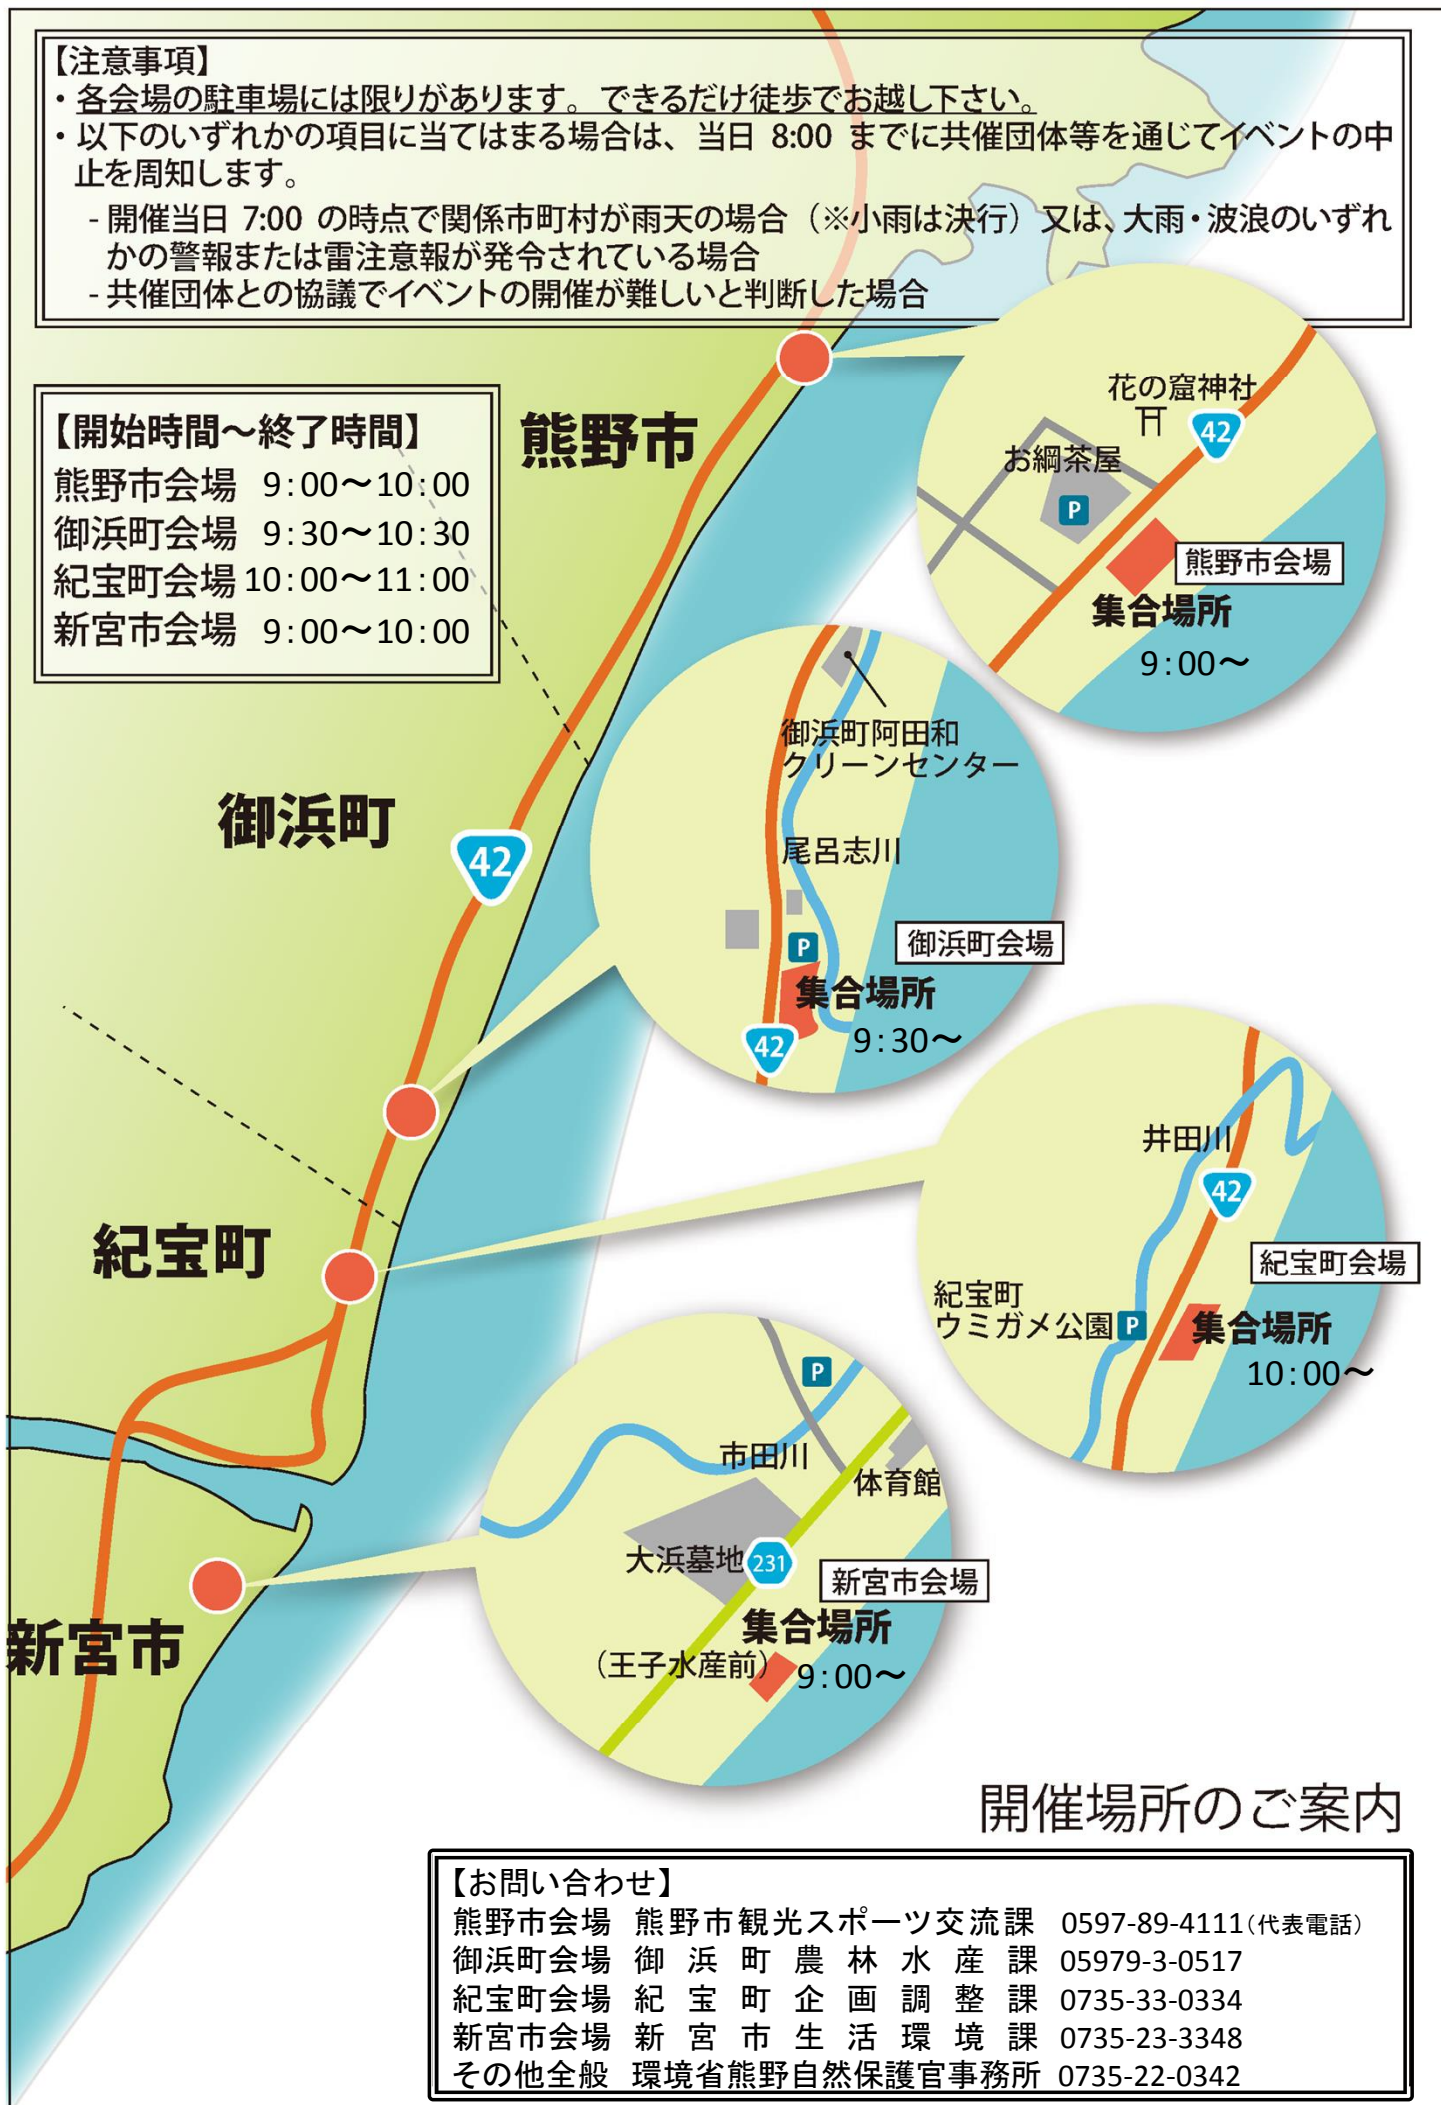 【注意事項】
・各会場の駐車場には限りがあります。できるだけ徒歩でお越し下さい。
・以下のいずれかの項目に当てはまる場合は、当日 8:00 までに共催団体等を通じてイベントの中
止を周知します。
- 開催当日 7:00 の時点で関係市町村が雨天の場合（※小雨は決行）又は、大雨・波浪のいずれ
かの警報または雷注意報が発令されている場合
- 共催団体との協議でイベントの開催が難しいと判断した場合
【開始時間～終了時間】
熊野市会場 9:00～10:00
御浜町会場 9:30～10:30
紀宝町会場 10:00～11:00
新宮市会場 9:00～10:00
熊野市
花の窟神社
42
お綱茶屋
P
熊野市会場
集合場所
9:00～
御浜町
42
御浜町阿田和
クリーンセンター
尾呂志川
P
御浜町会場
集合場所
9:30～
42
紀宝町
井田川
42
紀宝町会場
紀宝町
ウミガメ公園 P
集合場所
10:00～
新宮市
P
市田川
体育館
大浜墓地
231
新宮市会場
集合場所
（王子水産前）
9:00～
開催場所のご案内
【お問い合わせ】
熊野市会場 熊野市観光スポーツ交流課 0597-89-4111(代表電話)
御浜町会場 御浜町農林水産課 05979-3-0517
紀宝町会場 紀宝町企画調整課 0735-33-0334
新宮市会場 新宮市生活環境課 0735-23-3348
その他全般 環境省熊野自然保護官事務所 0735-22-0342